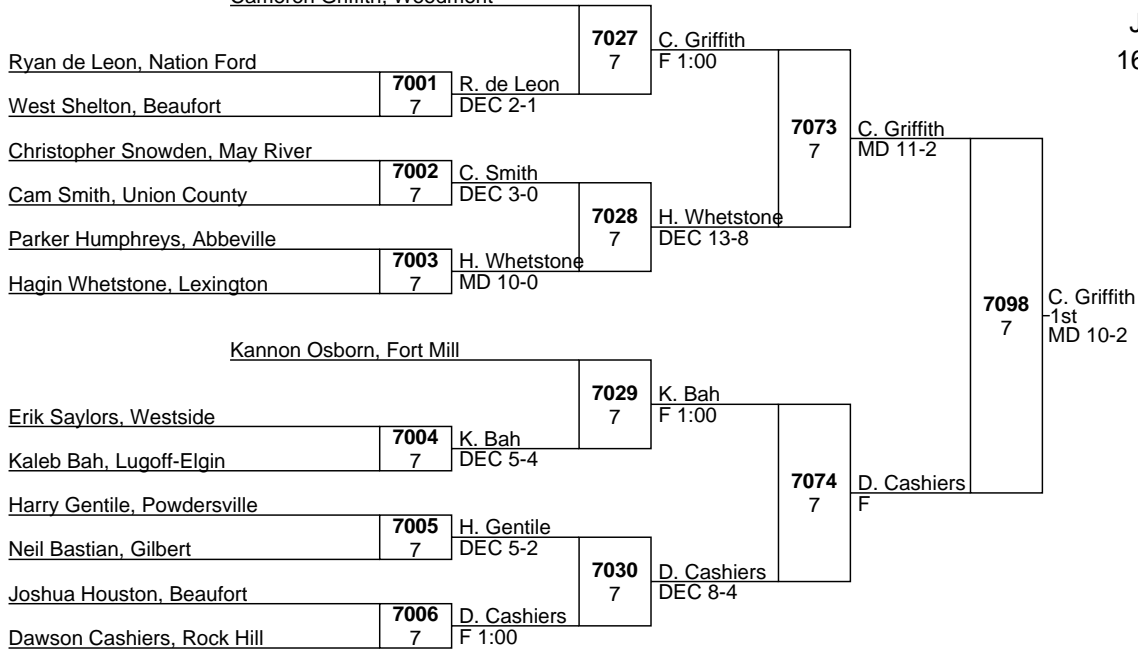 Cameron Griffith, Woodmont
7027
7
C. Griffith
F 1:00
Ryan de Leon, Nation Ford
7001
7
R. de Leon
DEC 2-1
West Shelton, Beaufort
7073
7
C. Griffith
MD 11-2
Christopher Snowden, May River
7002
7
C. Smith
DEC 3-0
Cam Smith, Union County
7028
7
H. Whetstone
DEC 13-8
Parker Humphreys, Abbeville
7003
7
H. Whetstone
MD 10-0
Hagin Whetstone, Lexington
7098
7
C. Griffith
1st
MD 10-2
Kannon Osborn, Fort Mill
7029
7
K. Bah
F 1:00
Erik Saylors, Westside
7004
7
K. Bah
DEC 5-4
Kaleb Bah, Lugoff-Elgin
7074
7
D. Cashiers
F
Harry Gentile, Powdersville
7005
7
H. Gentile
DEC 5-2
Neil Bastian, Gilbert
7030
7
D. Cashiers
DEC 8-4
Joshua Houston, Beaufort
7006
7
D. Cashiers
F 1:00
Dawson Cashiers, Rock Hill
J
16